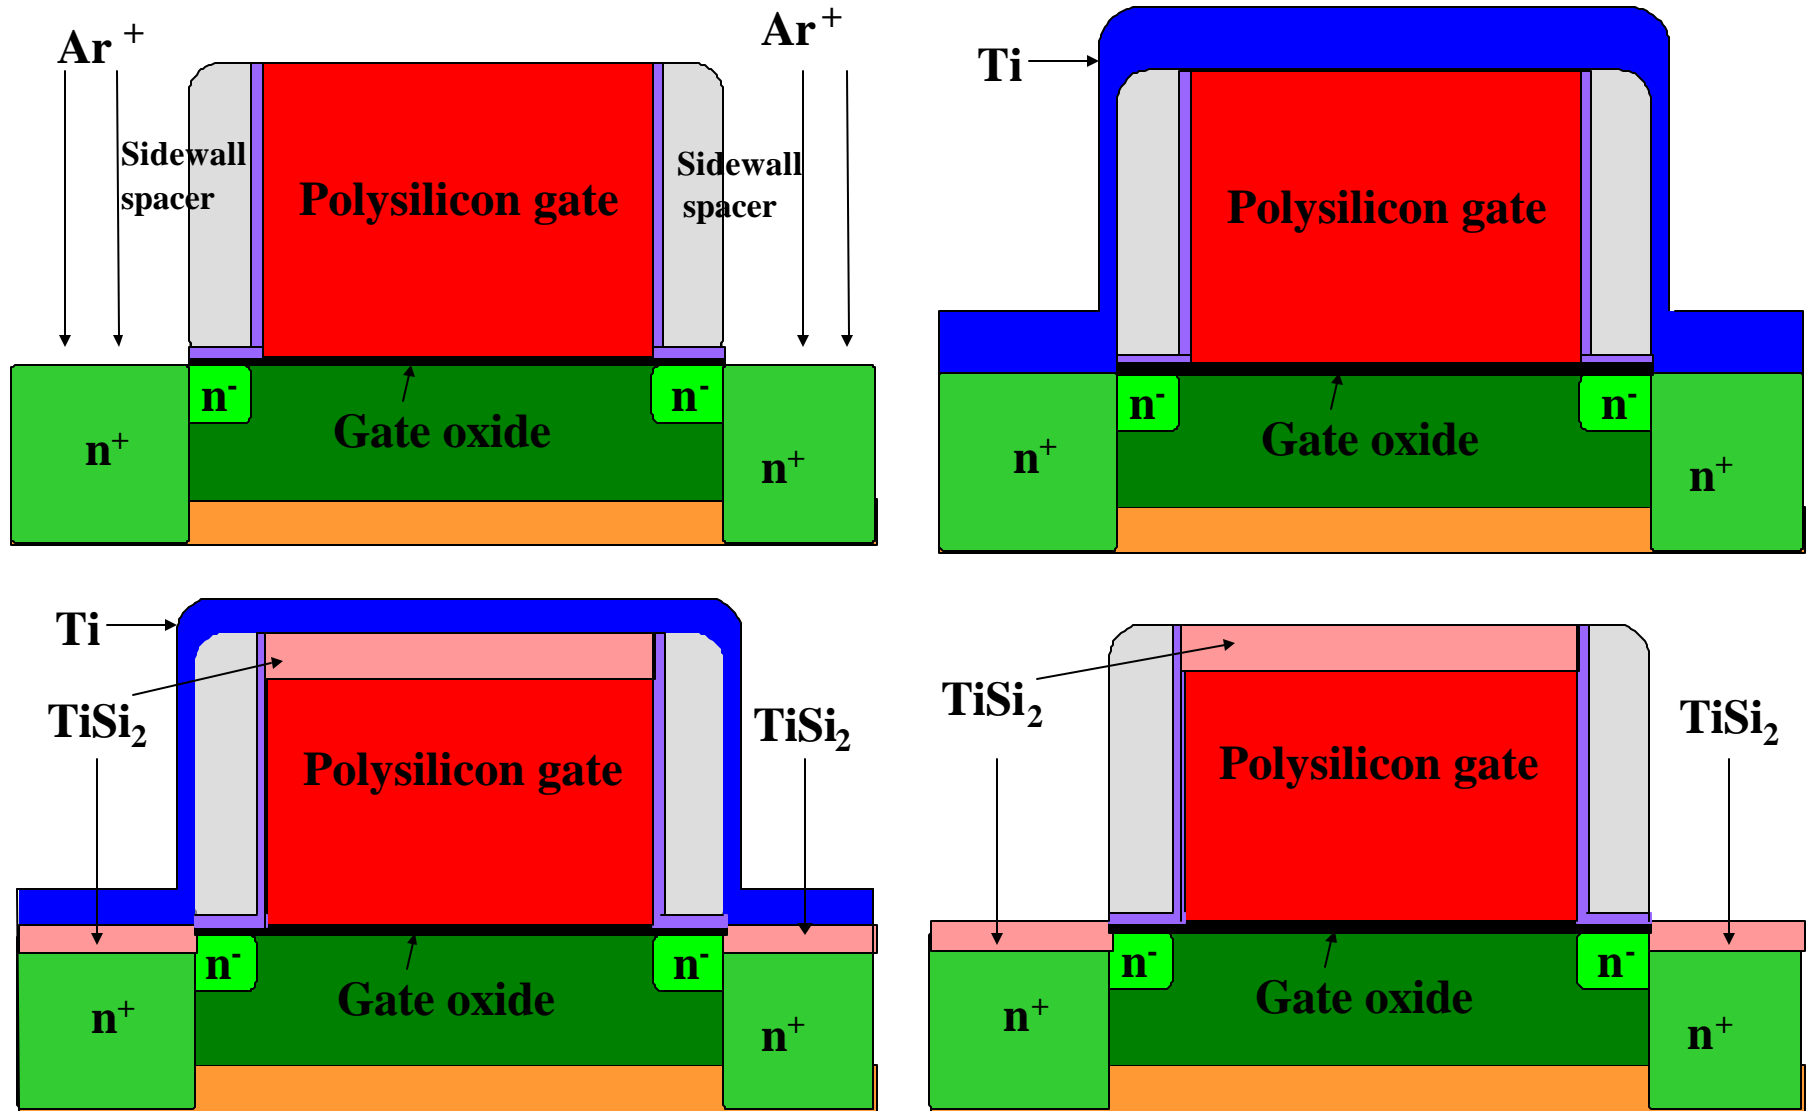 Ar +
Ar +
Sidewall
spacer
Polysilicon gate
Sidewall
spacer
n-
n-
Gate oxide
n+
n+
Ti
Polysilicon gate
n-
n-
Gate oxide
n+
n+
Ti
TiSi2
TiSi2
Polysilicon gate
n-
n-
Gate oxide
n+
n+
TiSi2
TiSi2
Polysilicon gate
n-
n-
Gate oxide
n+
n+